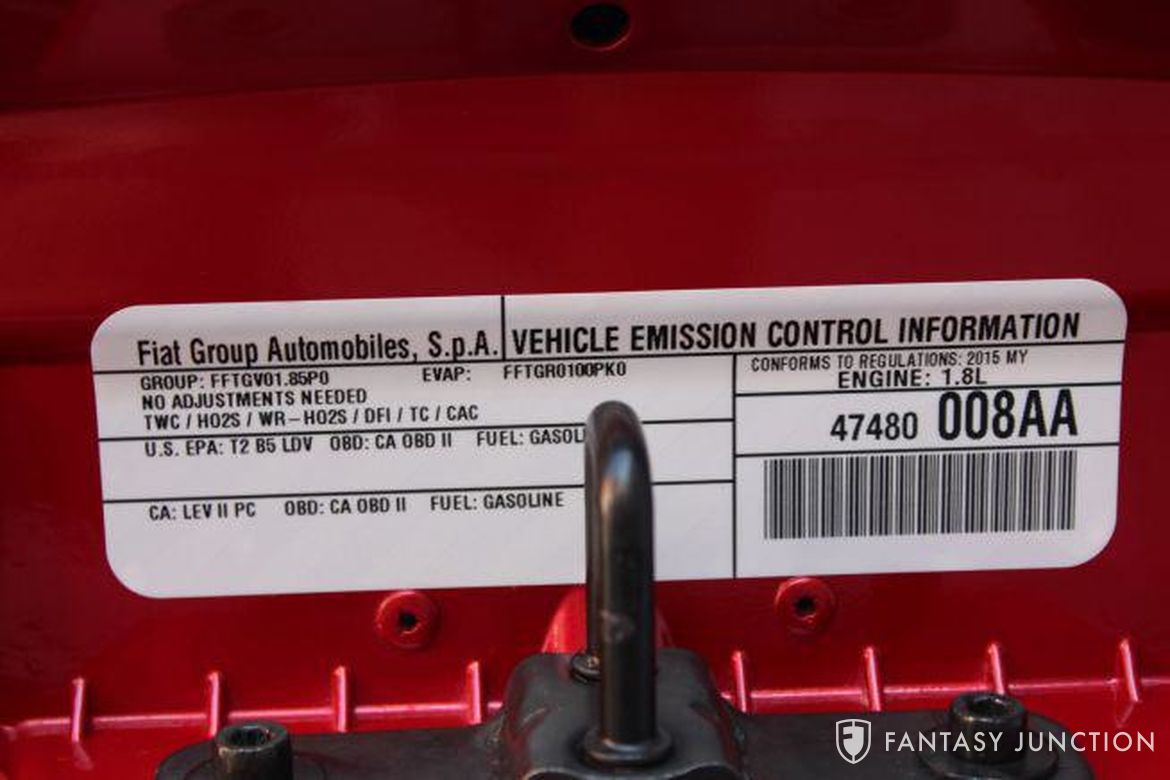 Fiat Group Automobiles, S.p.A.
VEHICLE EMISSION CONTROL INFORMATION
GROUP: FFTGV01.85P0 EVAP: FFTGR0100PK0
NO ADJUSTMENTS NEEDED
TWC / HO2S / WR-HO2S / DFI / TC / CAC
U.S. EPA: T2 B5 LDV OBD: CA OBD II FUEL:
CA: LEV II PC OBD: CA OBD II FUEL: GASOLINE
CONFORMS TO REGULATIONS: 2015 MY
ENGINE: 1.8L
47480 008AA
FANTASY JUNCTION